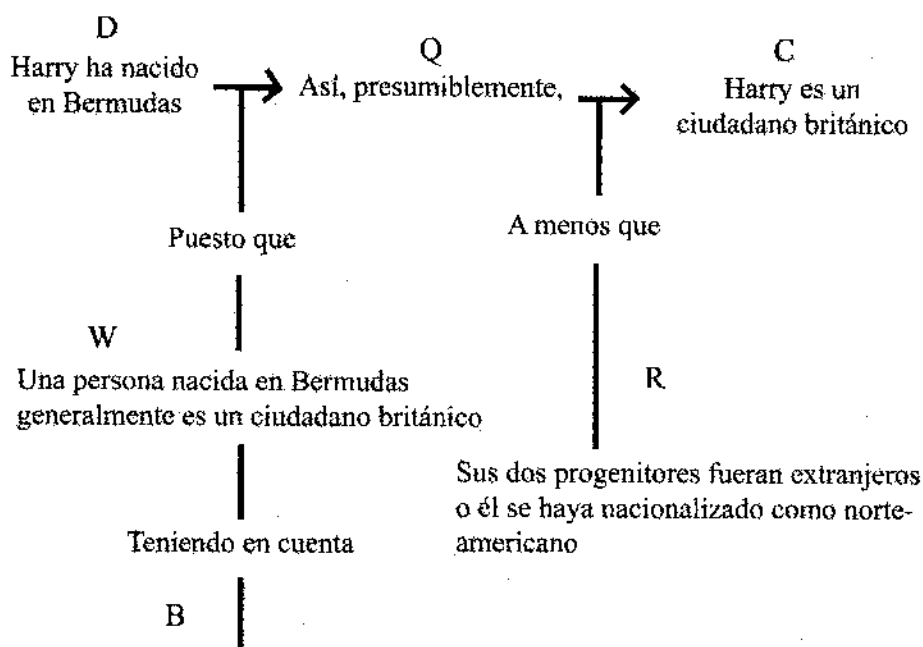 D
Harry ha nacido
en Bermudas
Q
Así, presumiblemente,
C
Harry es un
ciudadano británico
Puesto que
A menos que
W
Una persona nacida en Bermudas
generalmente es un ciudadano británico
R
Sus dos progenitores fueran extranjeros
o él se haya nacionalizado como norte-
americano
Teniendo en cuenta
B